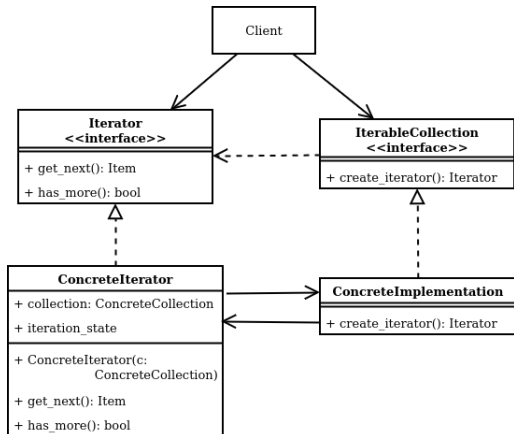 Client
Iterator
<<interface>>
+ get_next(): Item
+ has_more(): bool
IterableCollection
<<interface>>
+ create_iterator(): Iterator
ConcreteIterator
+ collection: ConcreteCollection
+ iteration_state
+ ConcreteIterator(c:
ConcreteCollection)
+ get_next(): Item
+ has_more(): bool
ConcreteImplementation
+ create_iterator(): Iterator